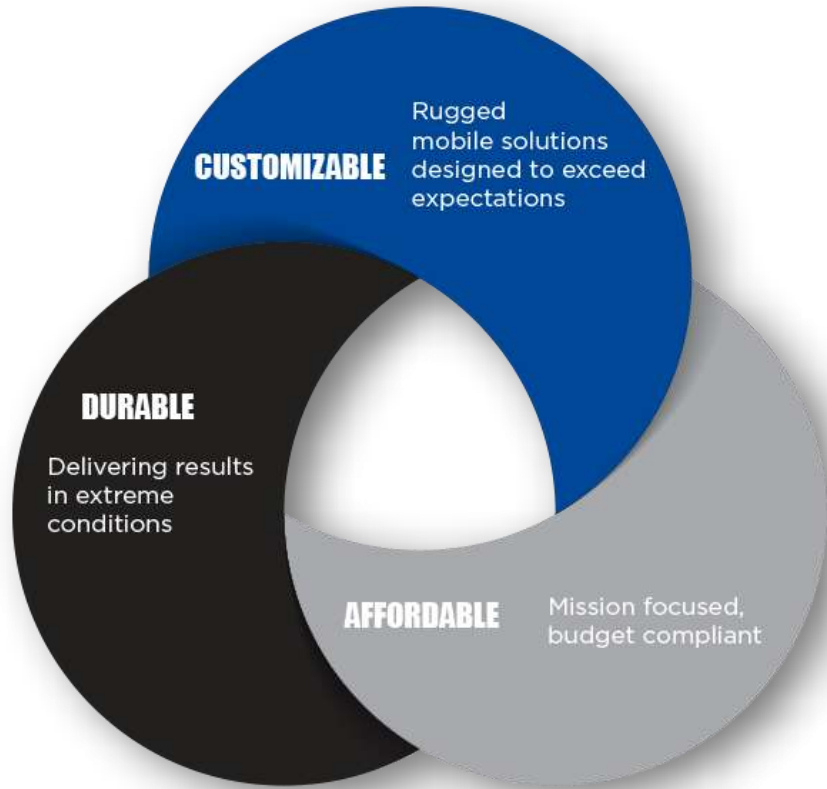 CUSTOMIZABLE
Rugged
mobile solutions
designed to exceed
expectations
DURABLE
Delivering results
in extreme
conditions
AFFORDABLE
Mission focused,
budget compliant